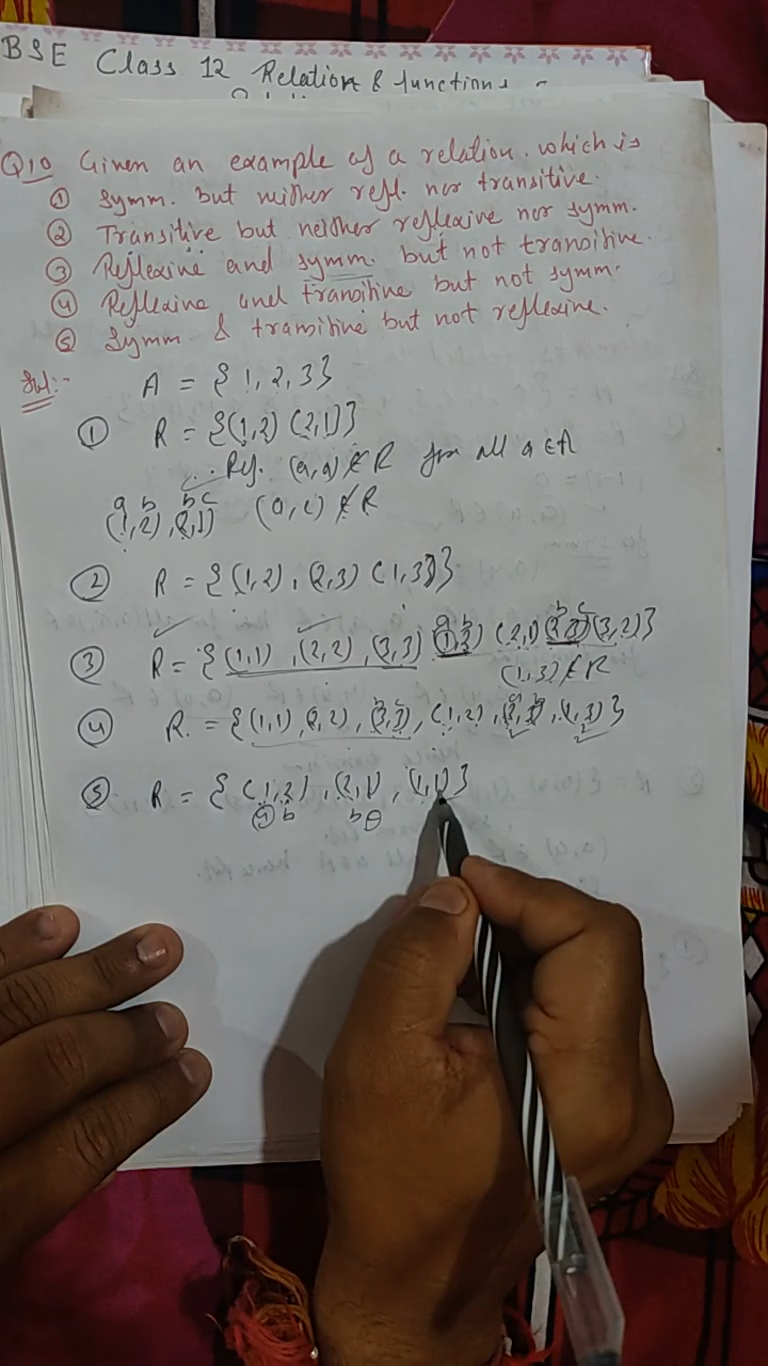 BSE Class 12 Relation & functions
Q10 Given an example of a relation. which is
① Symm. but neither refl. nor transitive.
② Transitive but neither reflexive nor symm.
③ Reflexive and symm. but not transitive.
④ Reflexive and transitive but not symm.
⑤ Symm & transitive but not reflexive.
Sol:- A = {1, 2, 3}
① R = {(1,2) (2,1)}
Ref. (a,a) ∉ R for all a ∈ A
a b b c
(1,2), (2,1) (a,c) ∉ R
② R = {(1,2), (2,3) (1,3)}
③ R = {(1,1), (2,2), (3,3) (1,2) (2,1) (2,3) (3,2)}
(1,3) ∉ R
④ R = {(1,1), (2,2), (3,3), (1,2), (2,3), (1,3)}
⑤ R = {(1,2), (2,1), (1,1)}
a b b a